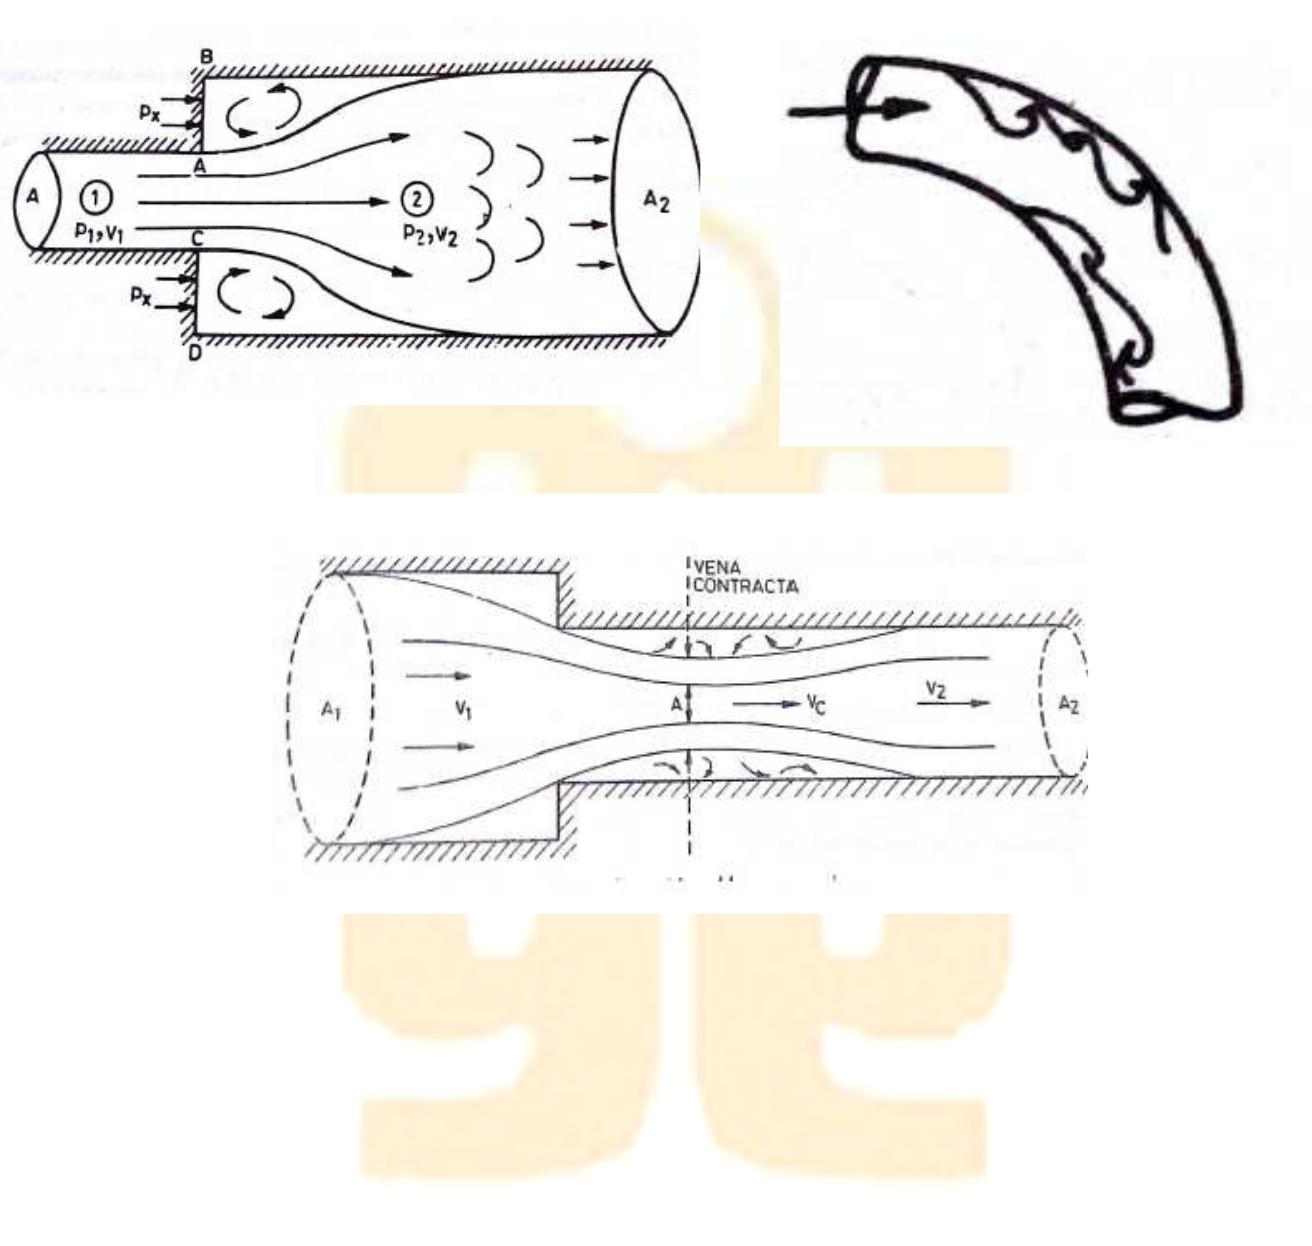 B
px
A
A
1
2
A2
p1,v1
C
p2,v2
px
D
VENA
CONTRACTA
A1
V1
A
VC
V2
A2